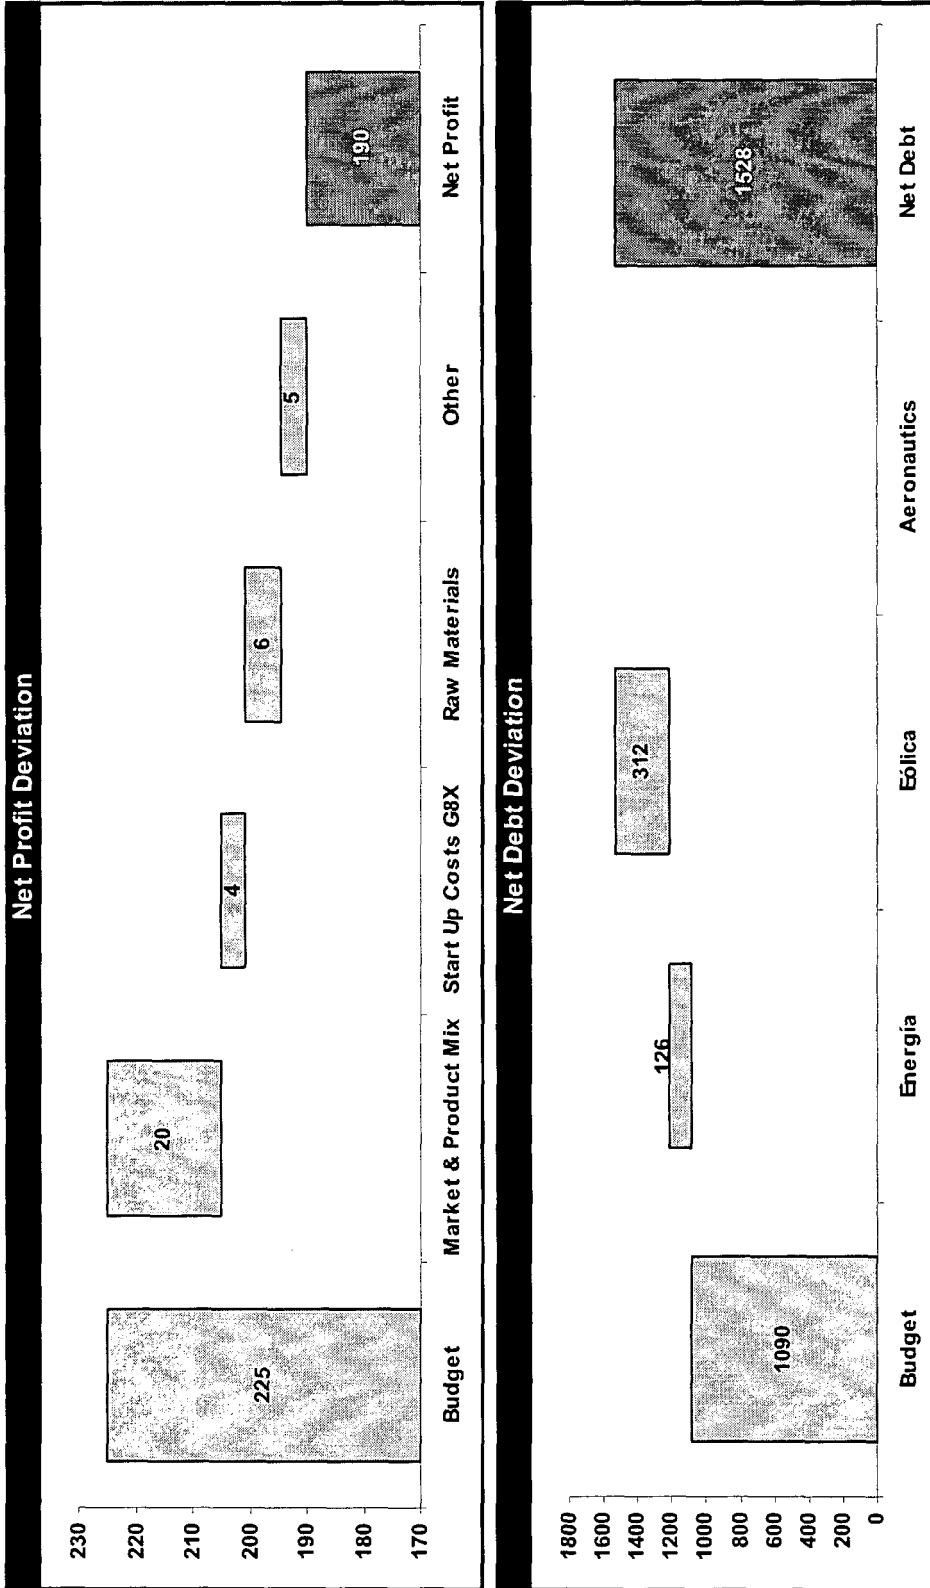 Net Profit Deviation
230
220
210
200
190
180
170
225
20
4
6
5
190
Budget
Market & Product Mix
Start Up Costs G8X
Raw Materials
Other
Net Profit
Net Debt Deviation
1800
1600
1400
1200
1000
800
600
400
200
0
1090
126
312
1528
Budget
Energía
Eólica
Aeronautics
Net Debt